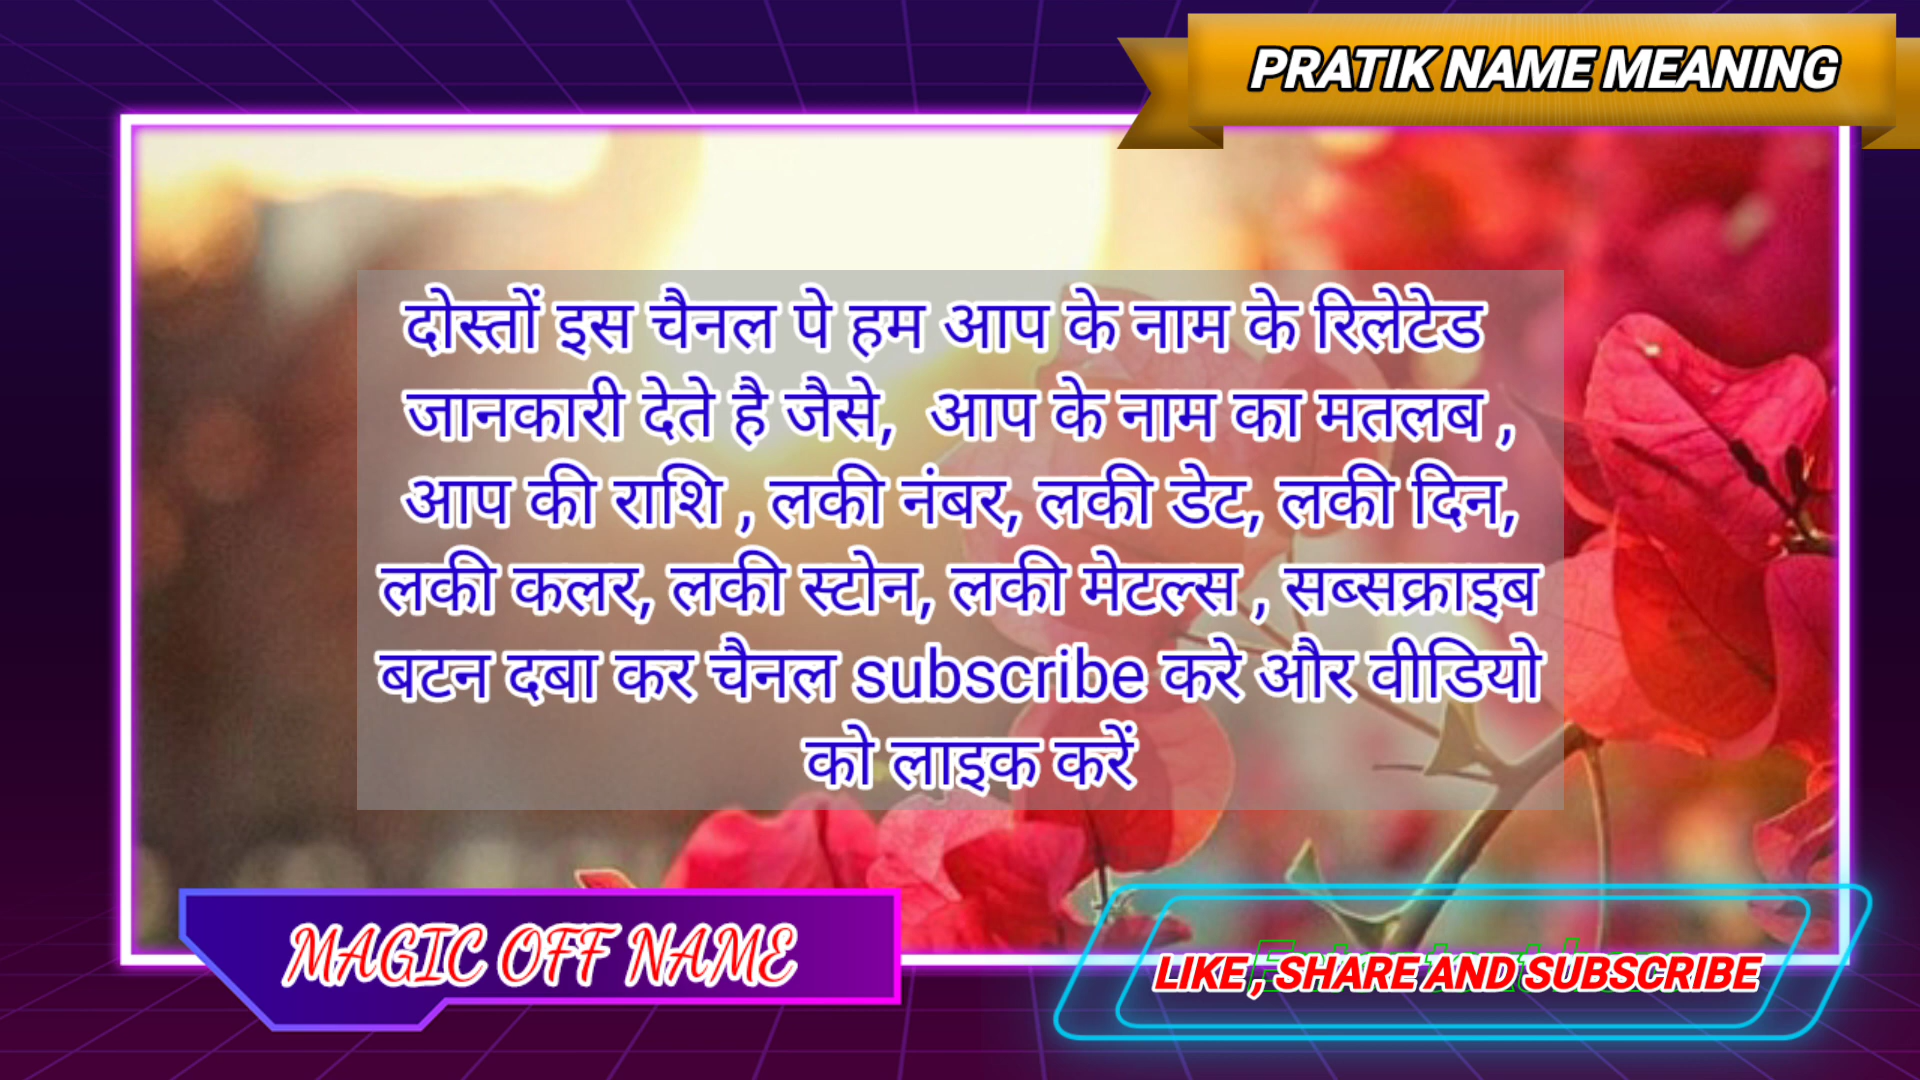 PRATIK NAME MEANING
दोस्तों इस चैनल पे हम आप के नाम के रिलेटेड
जानकारी देते है जैसे, आप के नाम का मतलब ,
आप की राशि , लकी नंबर, लकी डेट, लकी दिन,
लकी कलर, लकी स्टोन, लकी मेटल्स , सब्सक्राइब
बटन दबा कर चैनल subscribe करे और वीडियो
को लाइक करें
MAGIC OFF NAME
LIKE , SHARE AND SUBSCRIBE